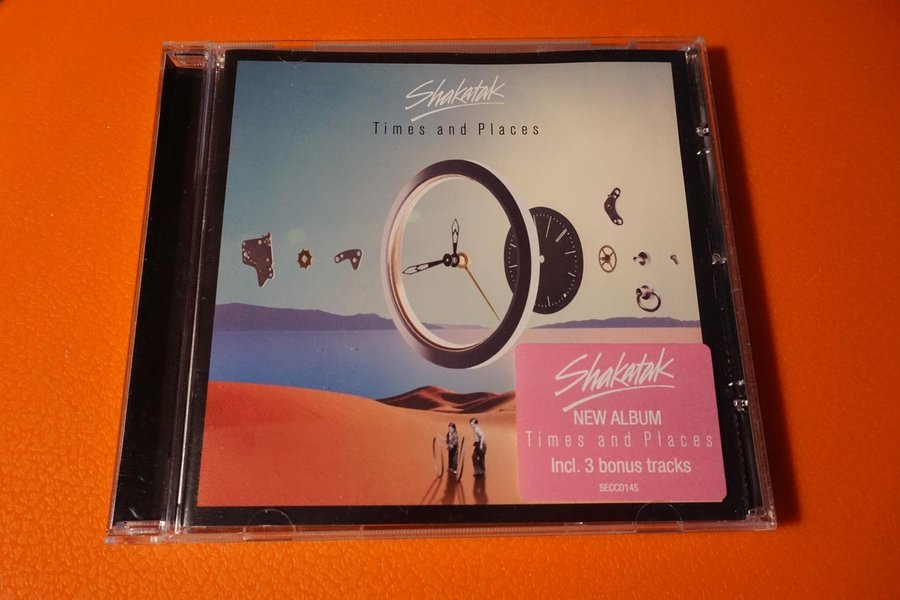 Shakatak
Times and Places
Shakatak
NEW ALBUM
Times and Places
Incl. 3 bonus tracks
SECCD145